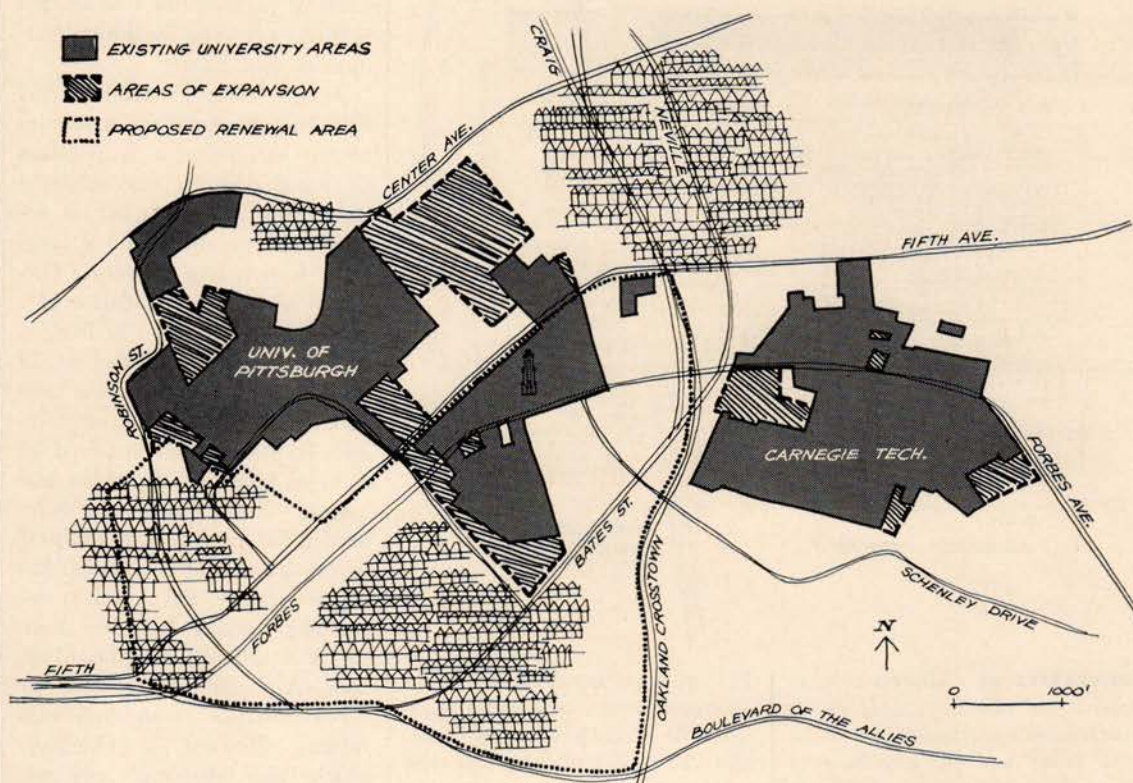 EXISTING UNIVERSITY AREAS
AREAS OF EXPANSION
PROPOSED RENEWAL AREA
CRAIG
NEVILLE
CENTER AVE.
FIFTH AVE.
ROBINSON ST.
UNIV. OF
PITTSBURGH
CARNEGIE TECH.
FORBES AVE.
BATES ST.
FORBES
OAKLAND CROSSTOWN
SCHENLEY DRIVE
N
FIFTH
0 1000'
BOULEVARD OF THE ALLIES